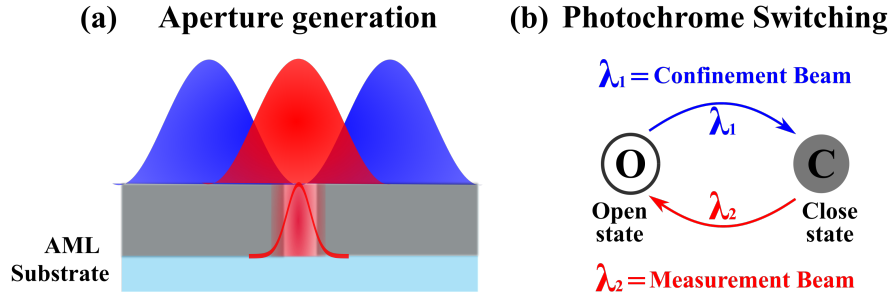 (a) Aperture generation
AML
Substrate
(b) Photochrome Switching
λ1 = Confinement Beam
λ1
O
C
λ2
Open
state
Close
state
λ2 = Measurement Beam